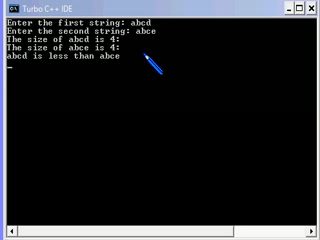 Turbo C++ IDE
Enter the first string: abcd
Enter the second string: abce
The size of abcd is 4:
The size of abce is 4:
abcd is less than abce